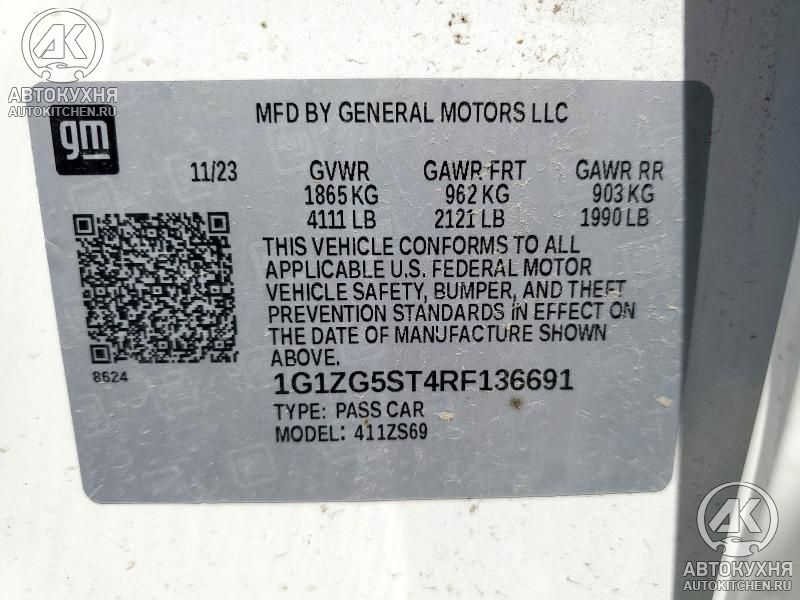 AK
АВТОКУХНЯ
AUTOKITCHEN.RU
gm
MFD BY GENERAL MOTORS LLC
11/23 GVWR GAWR FRT GAWR RR
1865 KG 962 KG 903 KG
4111 LB 2121 LB 1990 LB
THIS VEHICLE CONFORMS TO ALL
APPLICABLE U.S. FEDERAL MOTOR
VEHICLE SAFETY, BUMPER, AND THEFT
PREVENTION STANDARDS IN EFFECT ON
THE DATE OF MANUFACTURE SHOWN
ABOVE.
8624
1G1ZG5ST4RF136691
TYPE: PASS CAR
MODEL: 411ZS69
AK
АВТОКУХНЯ
AUTOKITCHEN.RU